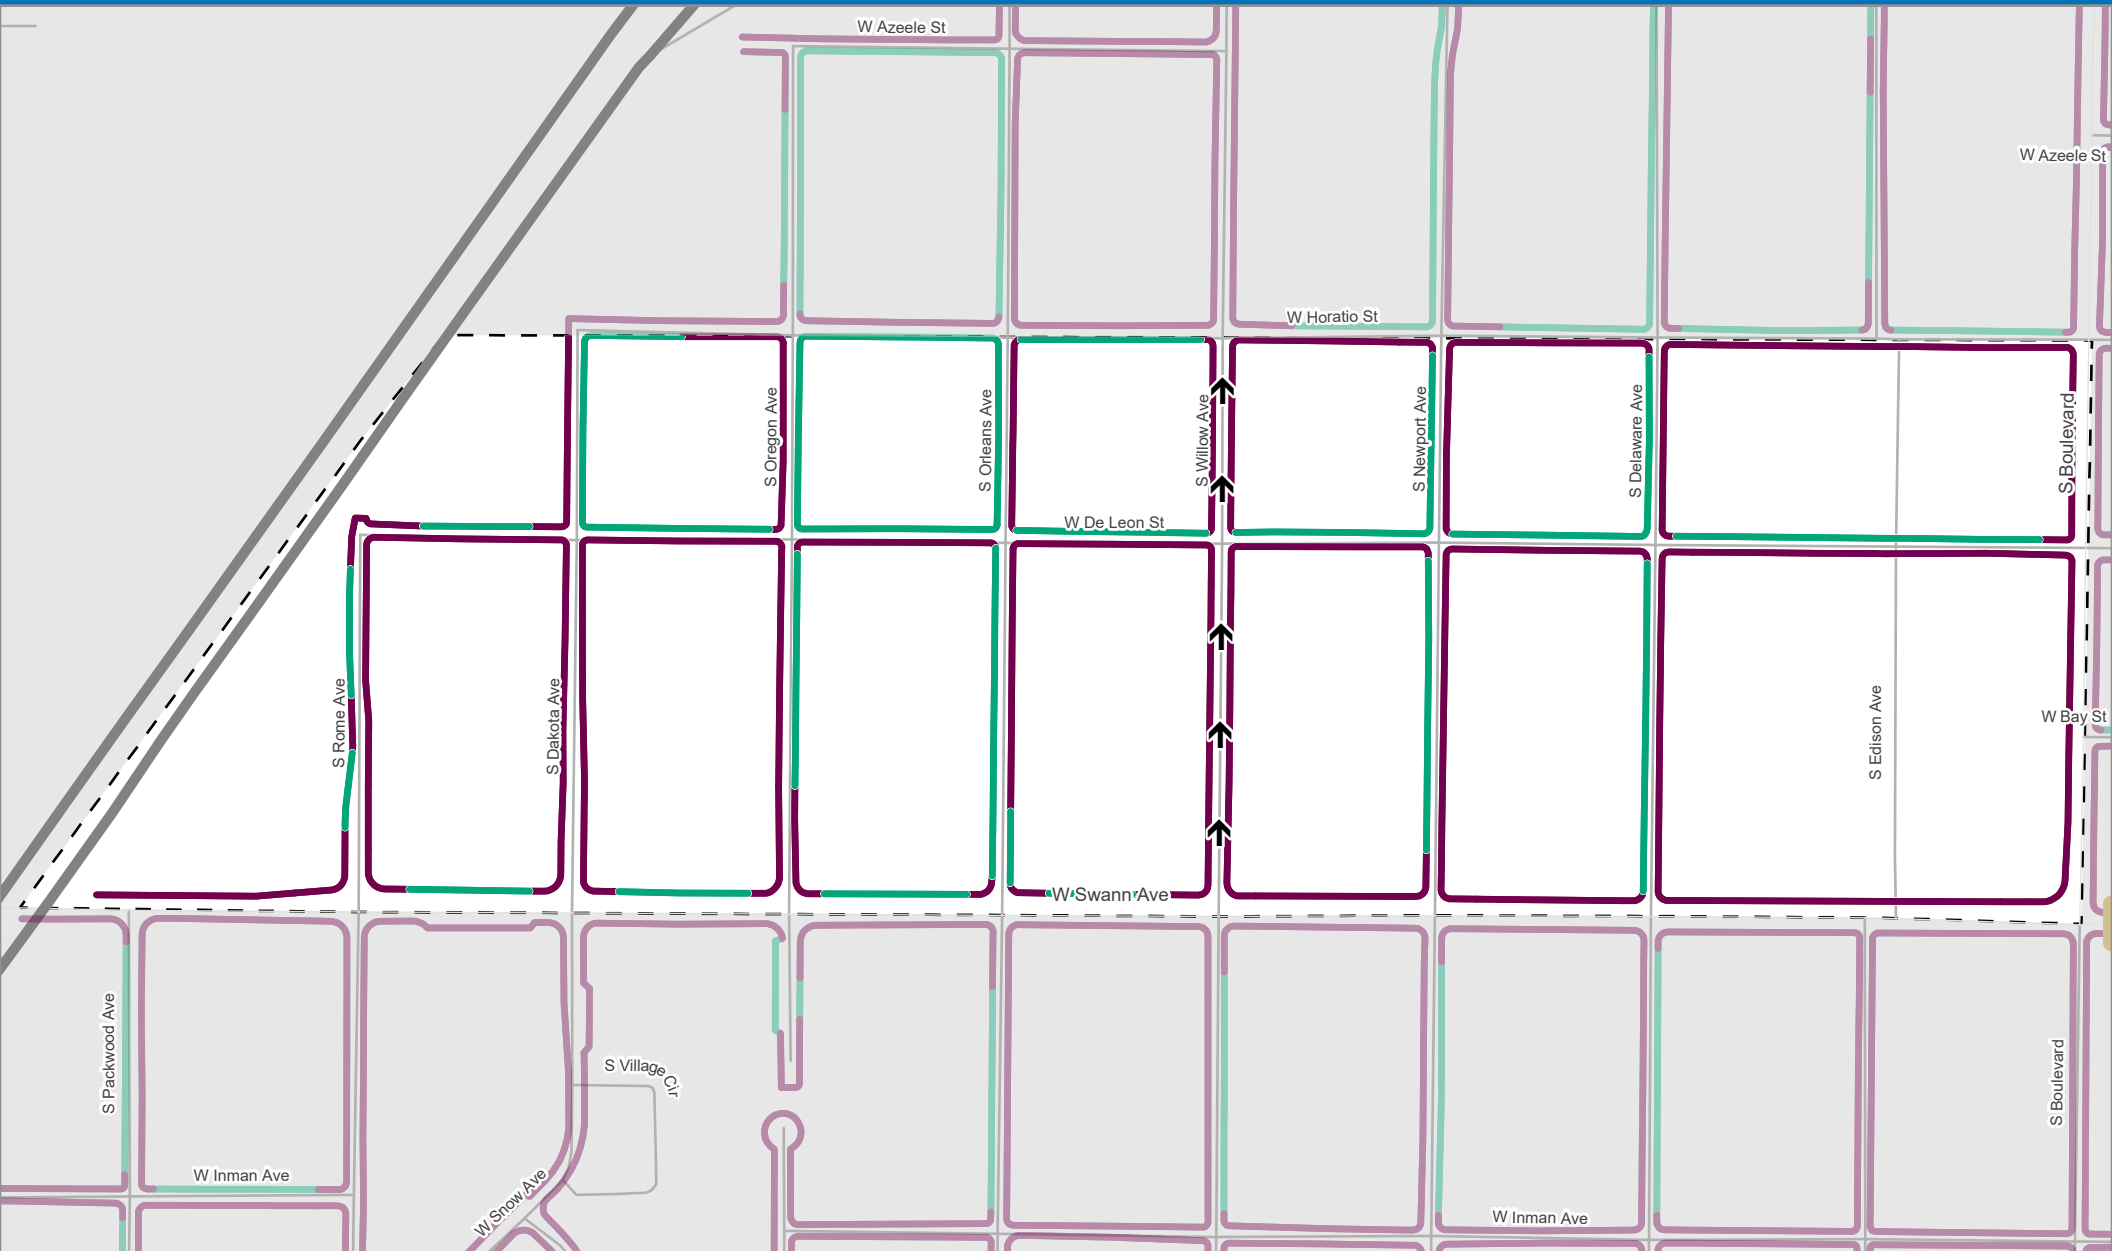 W Azeele St
W Azeele St
W Horatio St
S Oregon Ave
S Orleans Ave
S Willow Ave
S Newport Ave
S Delaware Ave
S Boulevard
W De Leon St
S Rome Ave
S Dakota Ave
S Edison Ave
W Bay St
W Swann Ave
S Packwood Ave
S Village Cir
S Boulevard
W Inman Ave
W Snow Ave
W Inman Ave